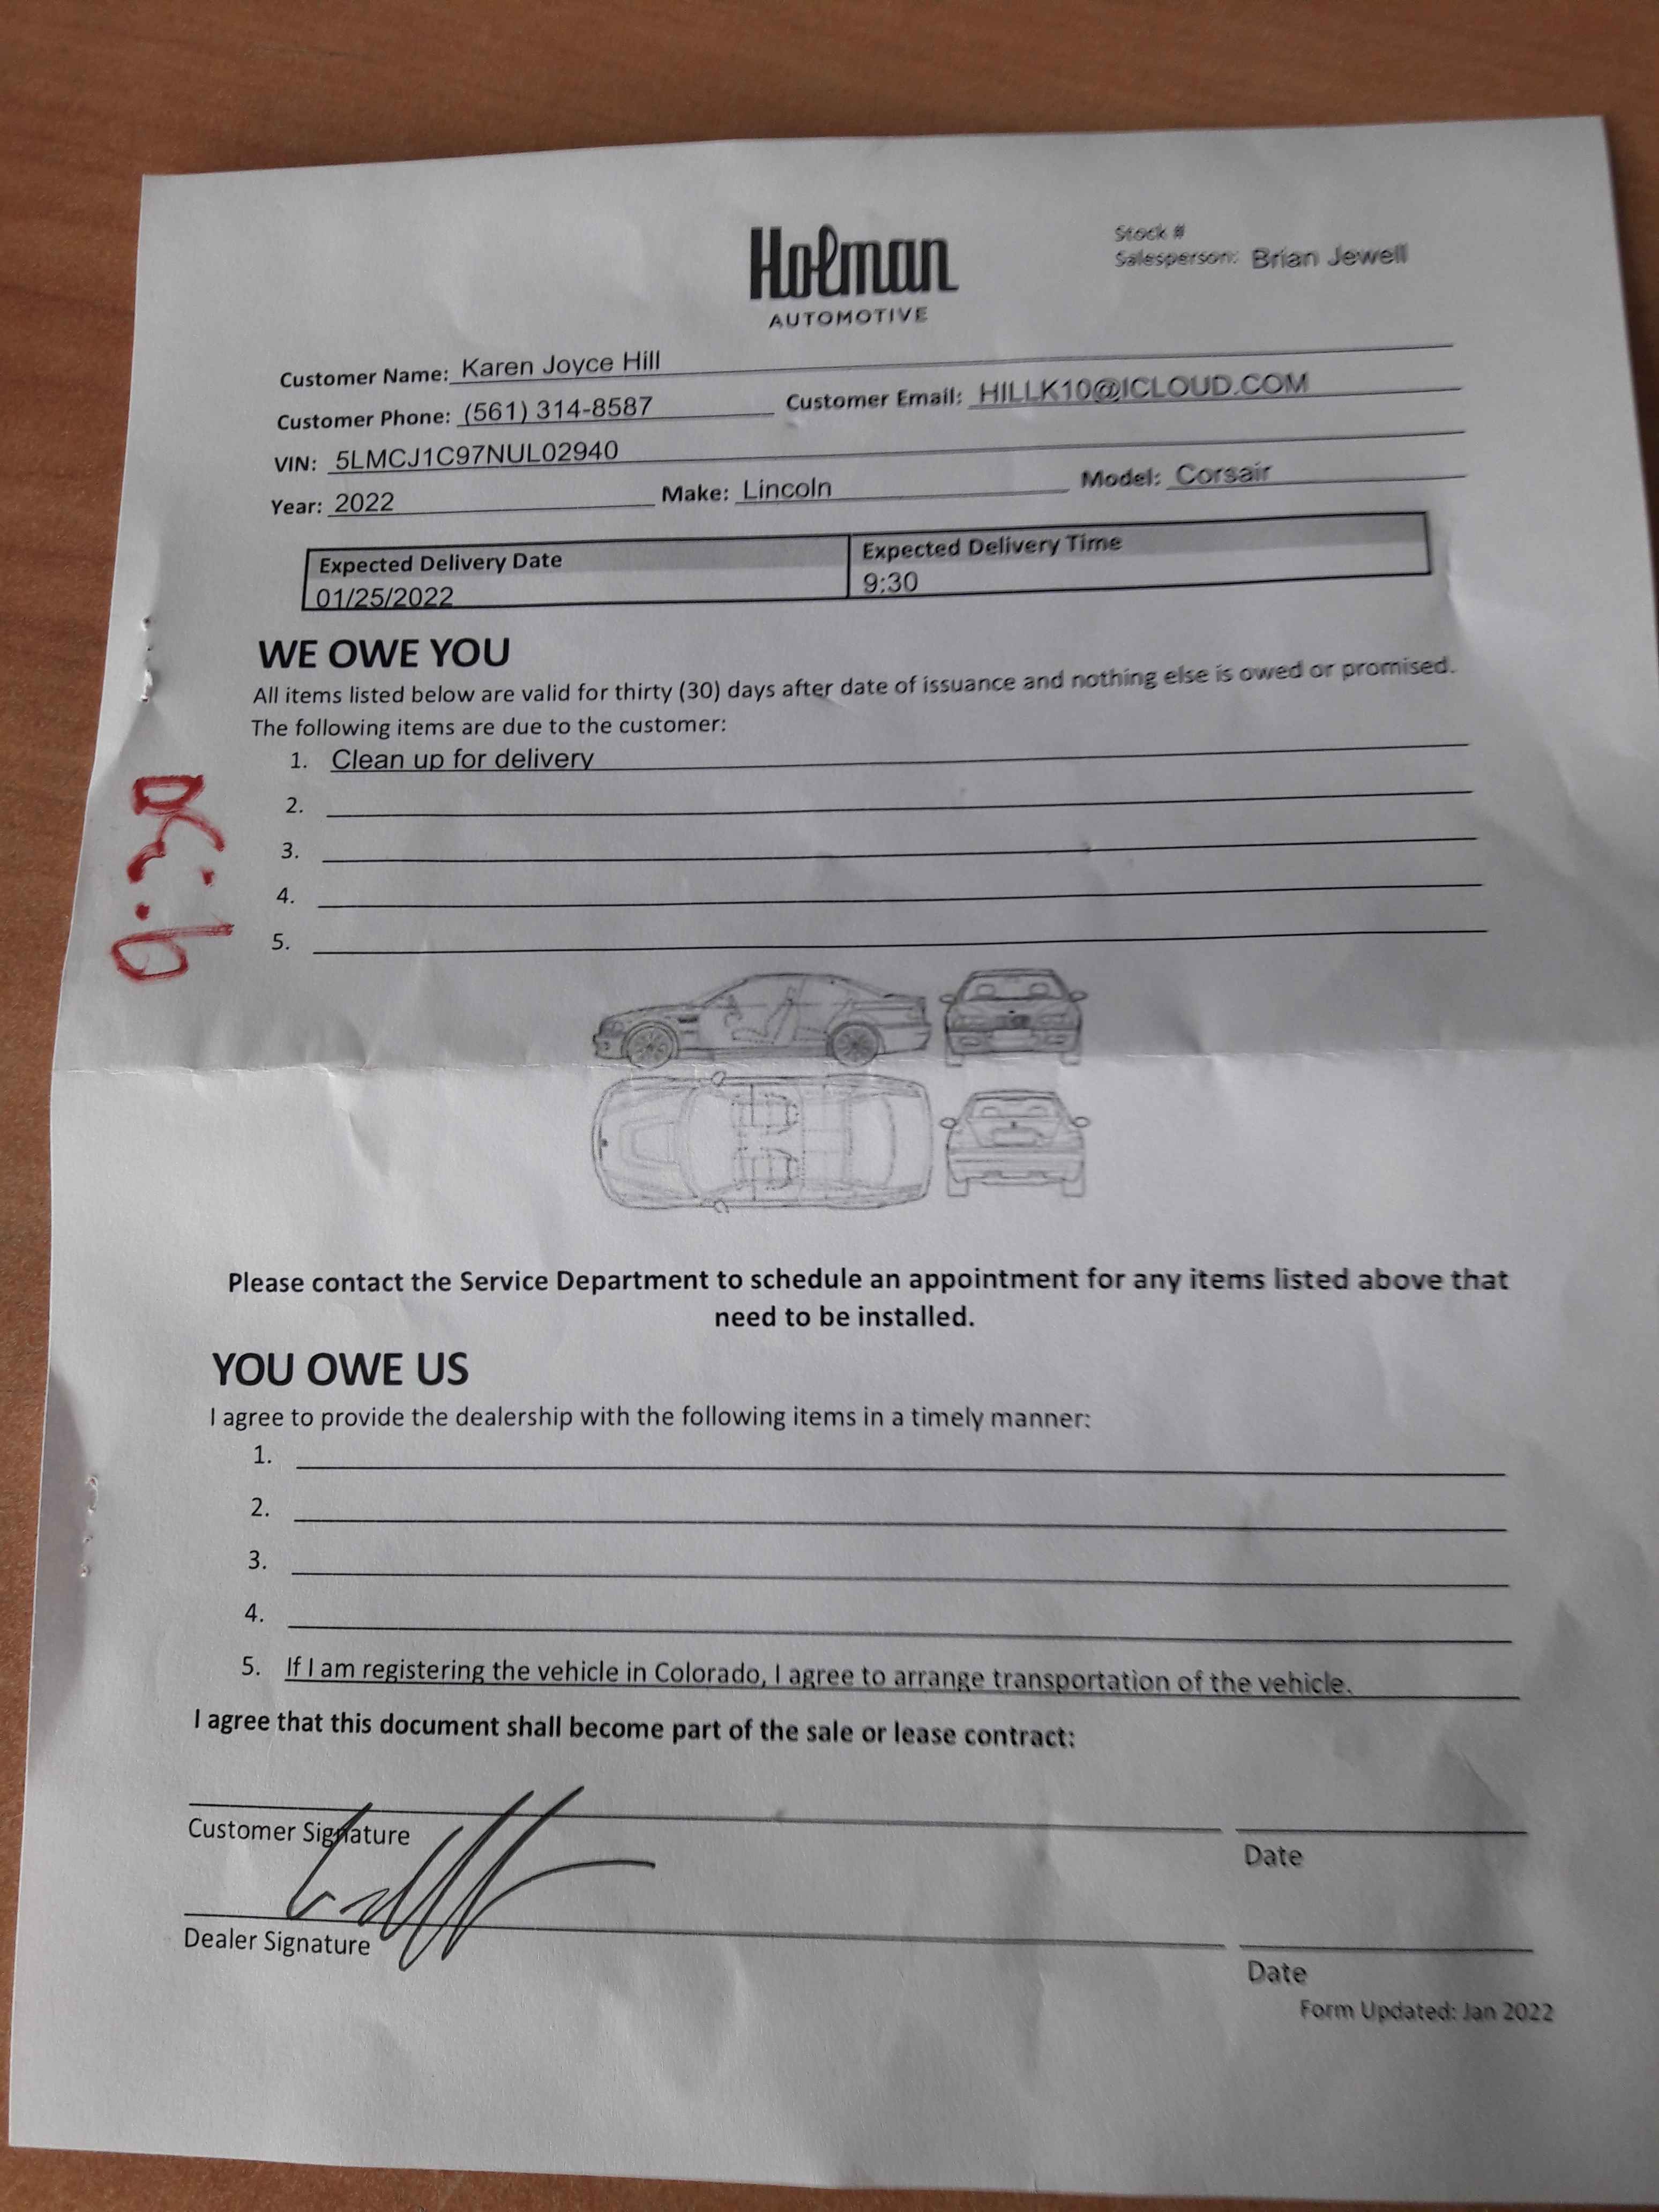 Holman
AUTOMOTIVE
Stock #
Salesperson: Brian Jewell
Customer Name: Karen Joyce Hill
Customer Phone: (561) 314-8587 Customer Email: HILLK10@ICLOUD.COM
VIN: 5LMCJ1C97NUL02940
Year: 2022 Make: Lincoln Model: Corsair
Expected Delivery Date Expected Delivery Time
01/25/2022 9:30
WE OWE YOU
All items listed below are valid for thirty (30) days after date of issuance and nothing else is owed or promised.
The following items are due to the customer:
1. Clean up for delivery
2.
3.
4.
5.
9:30
Please contact the Service Department to schedule an appointment for any items listed above that
need to be installed.
YOU OWE US
I agree to provide the dealership with the following items in a timely manner:
1.
2.
3.
4.
5. If I am registering the vehicle in Colorado, I agree to arrange transportation of the vehicle.
I agree that this document shall become part of the sale or lease contract:
Customer Signature Date
Dealer Signature Date
Form Updated: Jan 2022